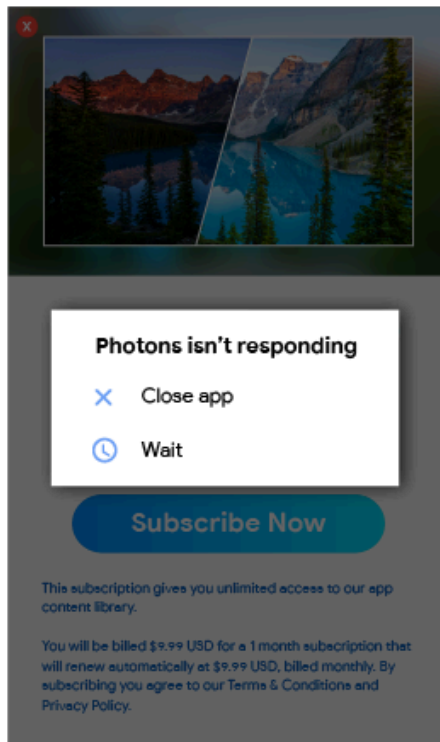 X
Photons isn't responding
Close app
Wait
Subscribe Now
This subscription gives you unlimited access to our app
content library.
You will be billed $9.99 USD for a 1 month subscription that
will renew automatically at $9.99 USD, billed monthly. By
subscribing you agree to our Terms & Conditions and
Privacy Policy.